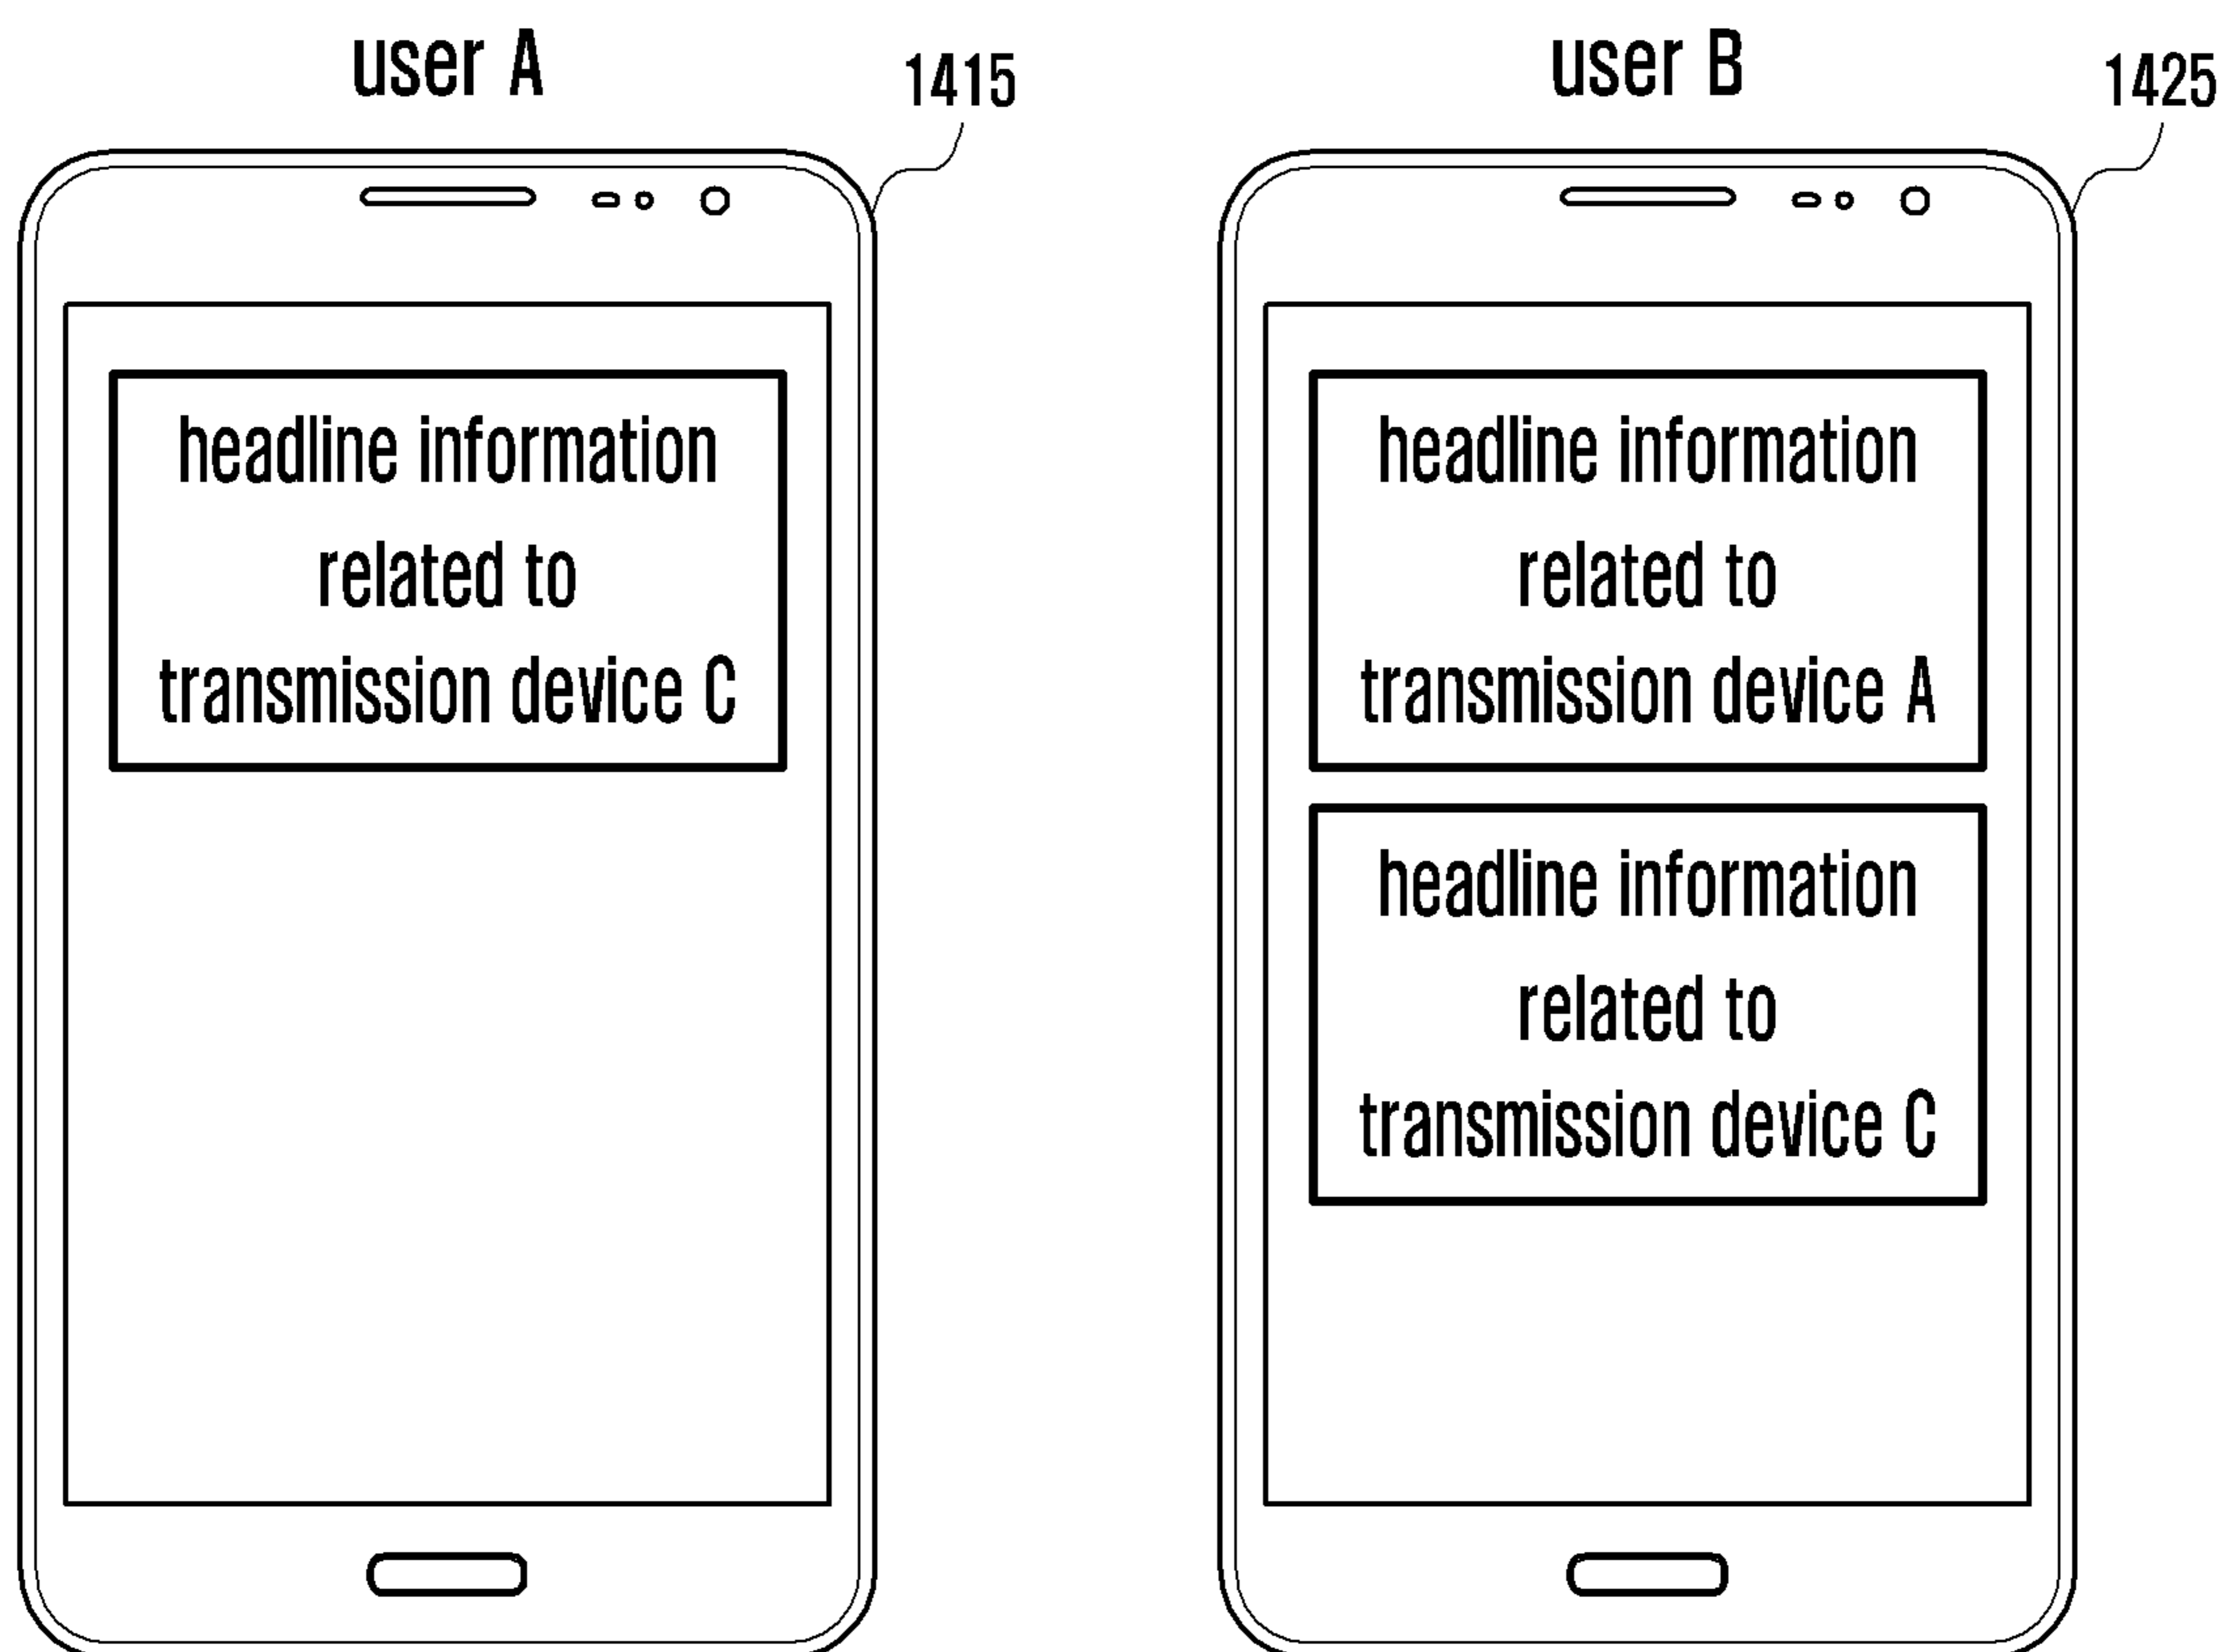 user A
1415
headline information
related to
transmission device C
user B
1425
headline information
related to
transmission device A
headline information
related to
transmission device C